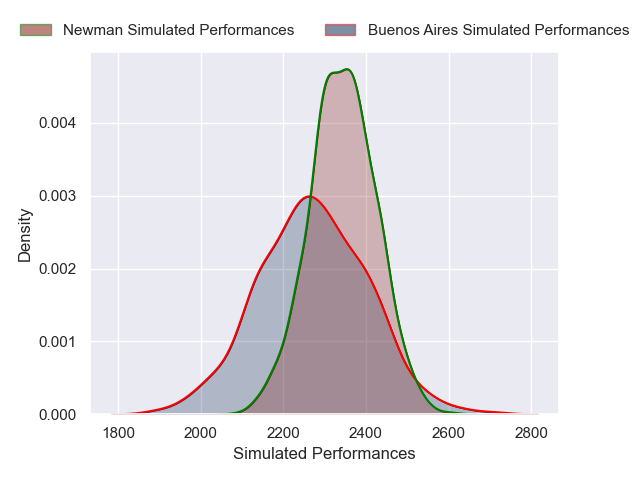 Newman Simulated Performances
Buenos Aires Simulated Performances
0.004
0.003
0.002
0.001
0.000
Density
1800
2000
2200
2400
2600
2800
Simulated Performances